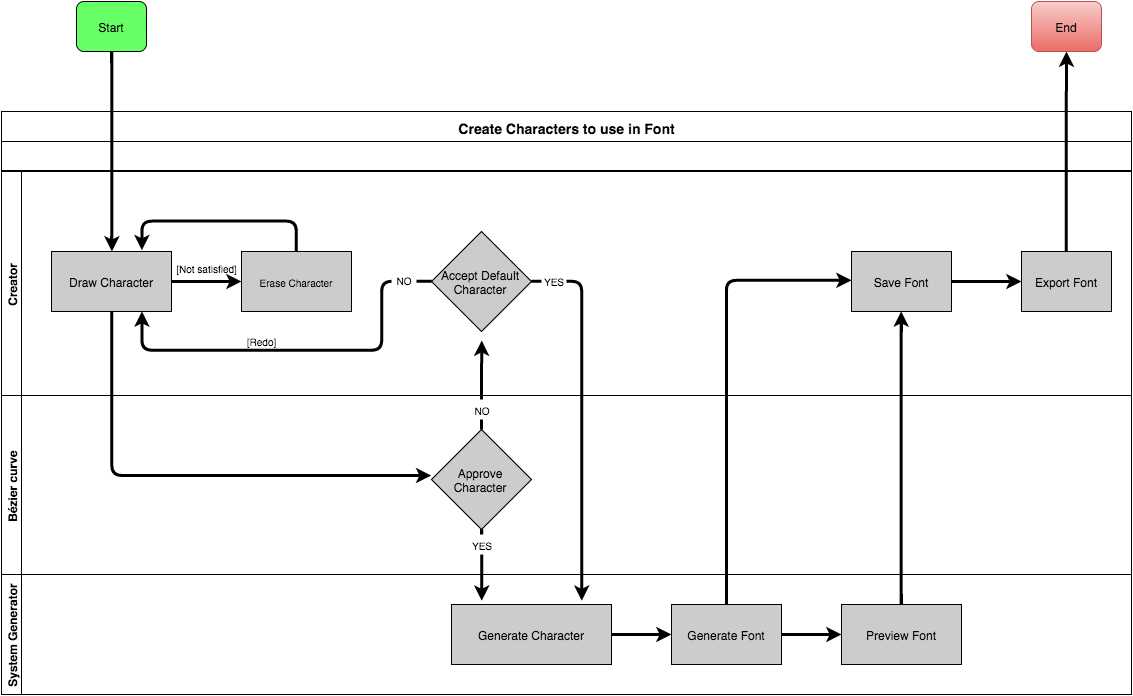 Start
End
Create Characters to use in Font
Creator
Draw Character
[Not satisfied]
Erase Character
NO
Accept Default
Character
YES
Save Font
Export Font
[Redo]
Bézier curve
NO
Approve
Character
YES
System Generator
Generate Character
Generate Font
Preview Font